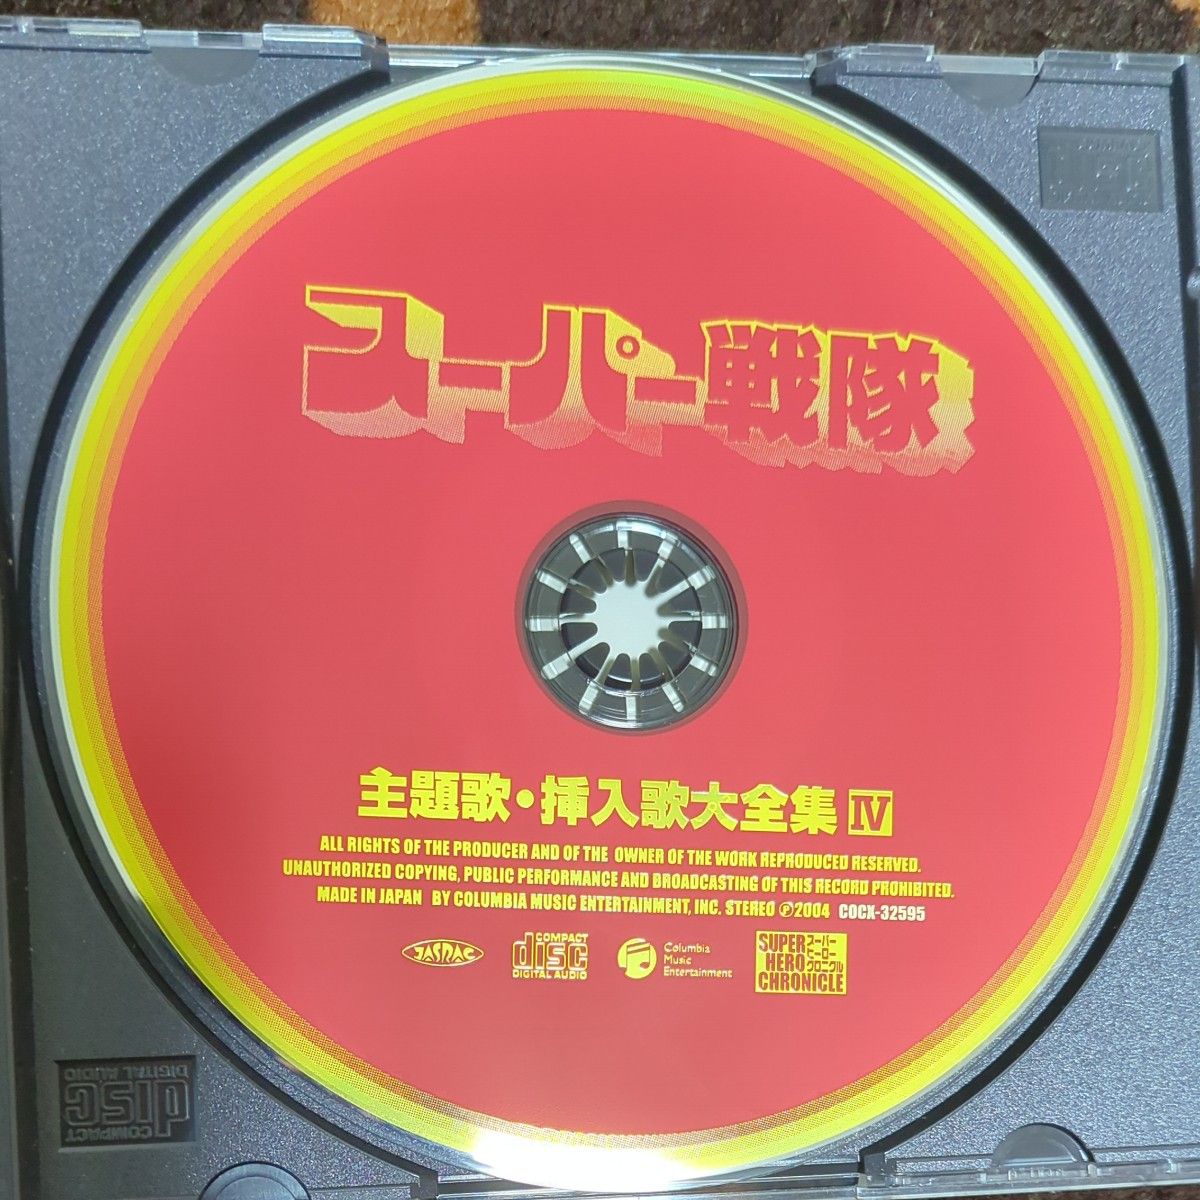 スーパー戦隊
主題歌・挿入歌大全集 IV
ALL RIGHTS OF THE PRODUCER AND OF THE OWNER OF THE WORK REPRODUCED RESERVED.
UNAUTHORIZED COPYING, PUBLIC PERFORMANCE AND BROADCASTING OF THIS RECORD PROHIBITED.
MADE IN JAPAN BY COLUMBIA MUSIC ENTERTAINMENT, INC. STEREO ℗2004 COCX-32595
JASRAC
COMPACT
disc
DIGITAL AUDIO
Columbia
Music
Entertainment
SUPER スーパー
HERO ヒーロー
クロニクル
CHRONICLE
COMPACT
disc
DIGITAL AUDIO